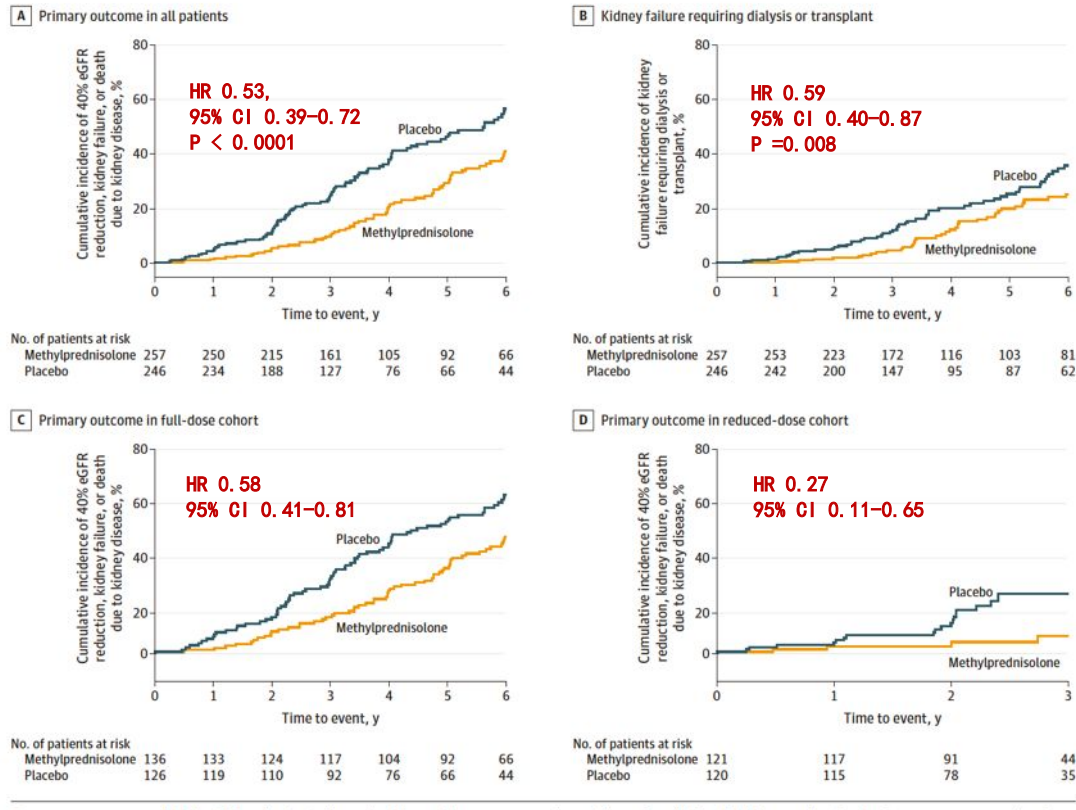 A Primary outcome in all patients
Cumulative incidence of 40% eGFR
reduction, kidney failure, or death
due to kidney disease, %
80
60
40
20
0
HR 0.53,
95% CI 0.39-0.72
P < 0.0001
Placebo
Methylprednisolone
0 1 2 3 4 5 6
Time to event, y
No. of patients at risk
Methylprednisolone 257 250 215 161 105 92 66
Placebo 246 234 188 127 76 66 44
B Kidney failure requiring dialysis or transplant
Cumulative incidence of kidney
failure requiring dialysis or
transplant, %
80
60
40
20
0
HR 0.59
95% CI 0.40-0.87
P =0.008
Placebo
Methylprednisolone
0 1 2 3 4 5 6
Time to event, y
No. of patients at risk
Methylprednisolone 257 253 223 172 116 103 81
Placebo 246 242 200 147 95 87 62
C Primary outcome in full-dose cohort
Cumulative incidence of 40% eGFR
reduction, kidney failure, or death
due to kidney disease, %
80
60
40
20
0
HR 0.58
95% CI 0.41-0.81
Placebo
Methylprednisolone
0 1 2 3 4 5 6
Time to event, y
No. of patients at risk
Methylprednisolone 136 133 124 117 104 92 66
Placebo 126 119 110 92 76 66 44
D Primary outcome in reduced-dose cohort
Cumulative incidence of 40% eGFR
reduction, kidney failure, or death
due to kidney disease, %
80
60
40
20
0
HR 0.27
95% CI 0.11-0.65
Placebo
Methylprednisolone
0 1 2 3
Time to event, y
No. of patients at risk
Methylprednisolone 121 117 91 44
Placebo 120 115 78 35